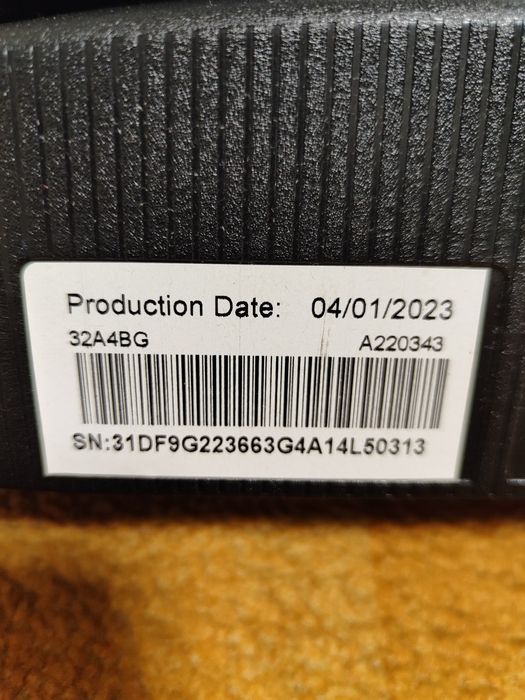 Production Date: 04/01/2023
32A4BG A220343
SN:31DF9G223663G4A14L50313